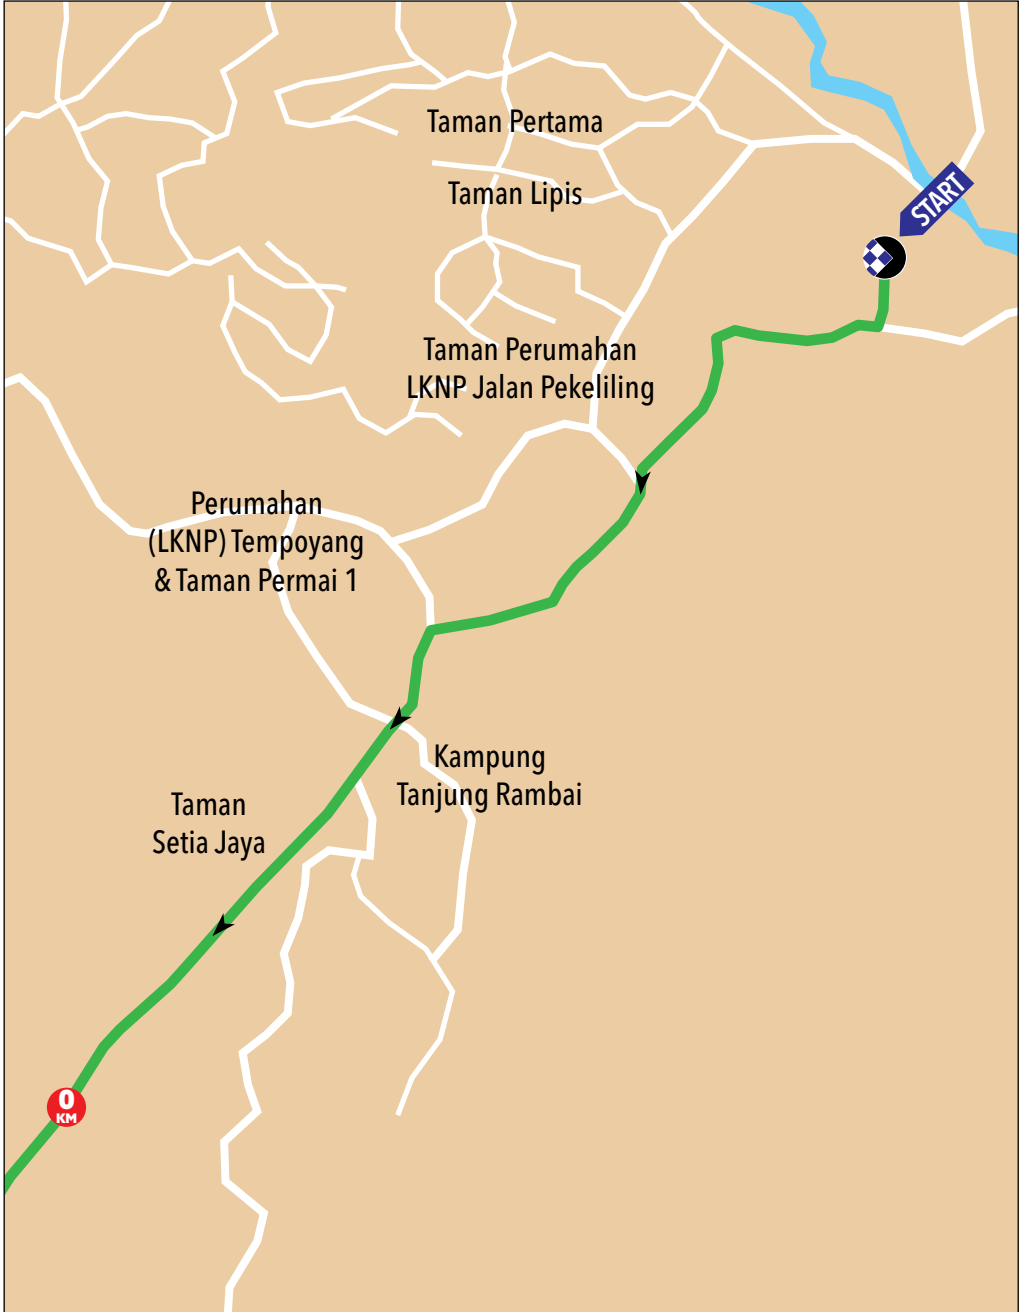 Taman Pertama
Taman Lipis
START
Taman Perumahan
LKNP Jalan Pekeliling
Perumahan
(LKNP) Tempoyang
& Taman Permai 1
Kampung
Tanjung Rambai
Taman
Setia Jaya
0
KM